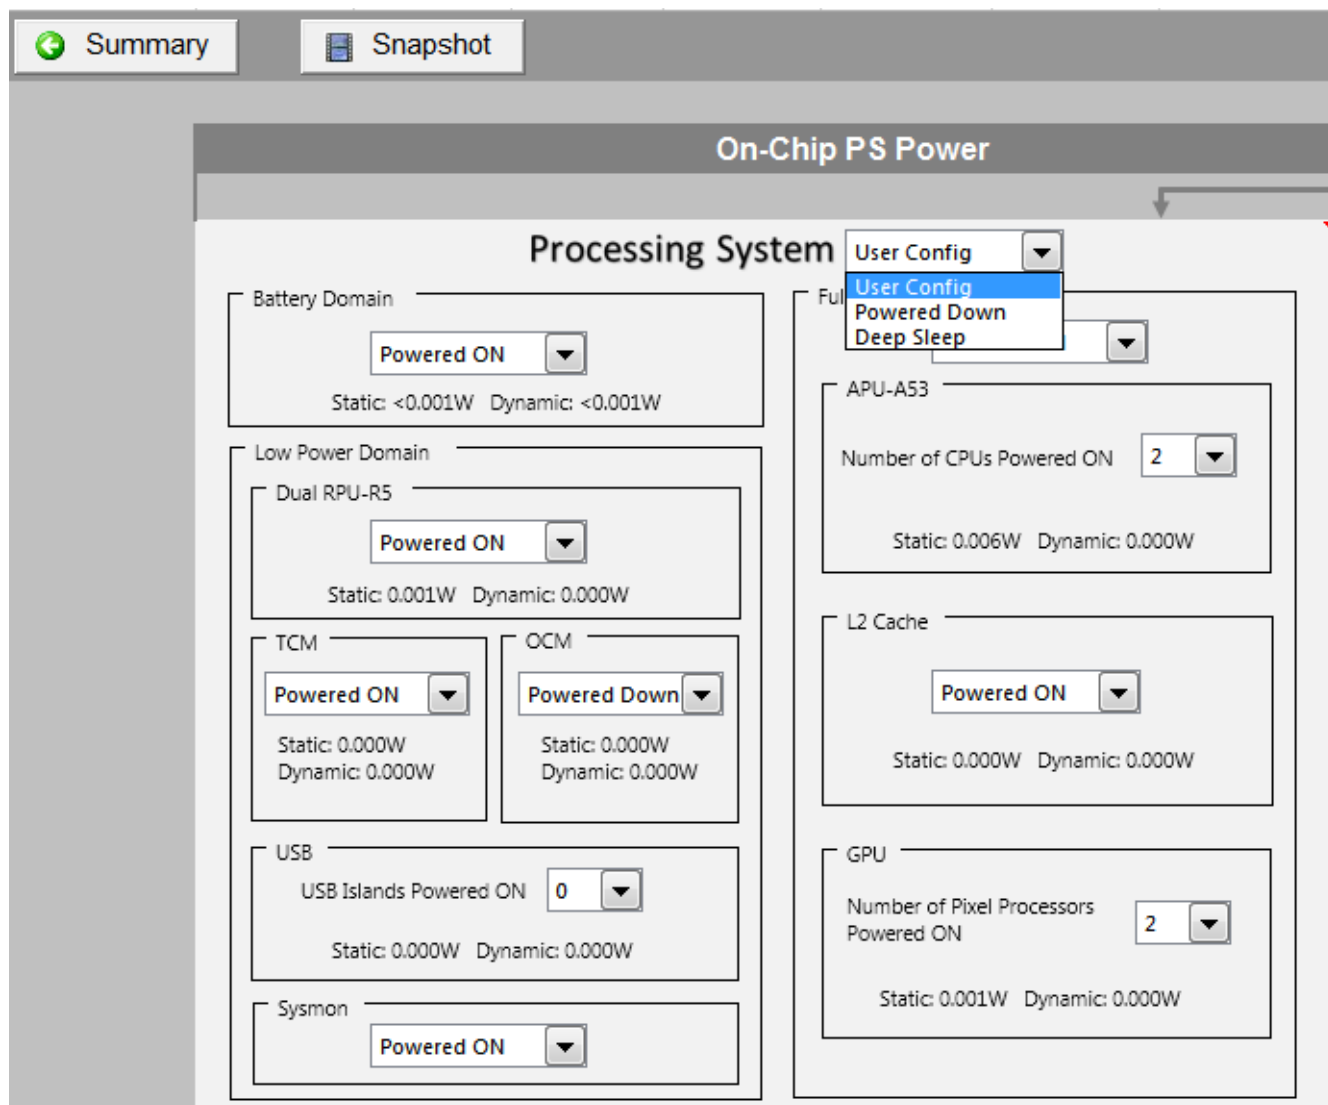 Summary
Snapshot
On-Chip PS Power
Processing System
User Config
User Config
Powered Down
Deep Sleep
Battery Domain
Powered ON
Static: <0.001W Dynamic: <0.001W
Low Power Domain
Dual RPU-R5
Powered ON
Static: 0.001W Dynamic: 0.000W
TCM
Powered ON
Static: 0.000W
Dynamic: 0.000W
OCM
Powered Down
Static: 0.000W
Dynamic: 0.000W
USB
USB Islands Powered ON
0
Static: 0.000W Dynamic: 0.000W
Sysmon
Powered ON
APU-A53
Number of CPUs Powered ON
2
Static: 0.006W Dynamic: 0.000W
L2 Cache
Powered ON
Static: 0.000W Dynamic: 0.000W
GPU
Number of Pixel Processors
Powered ON
2
Static: 0.001W Dynamic: 0.000W